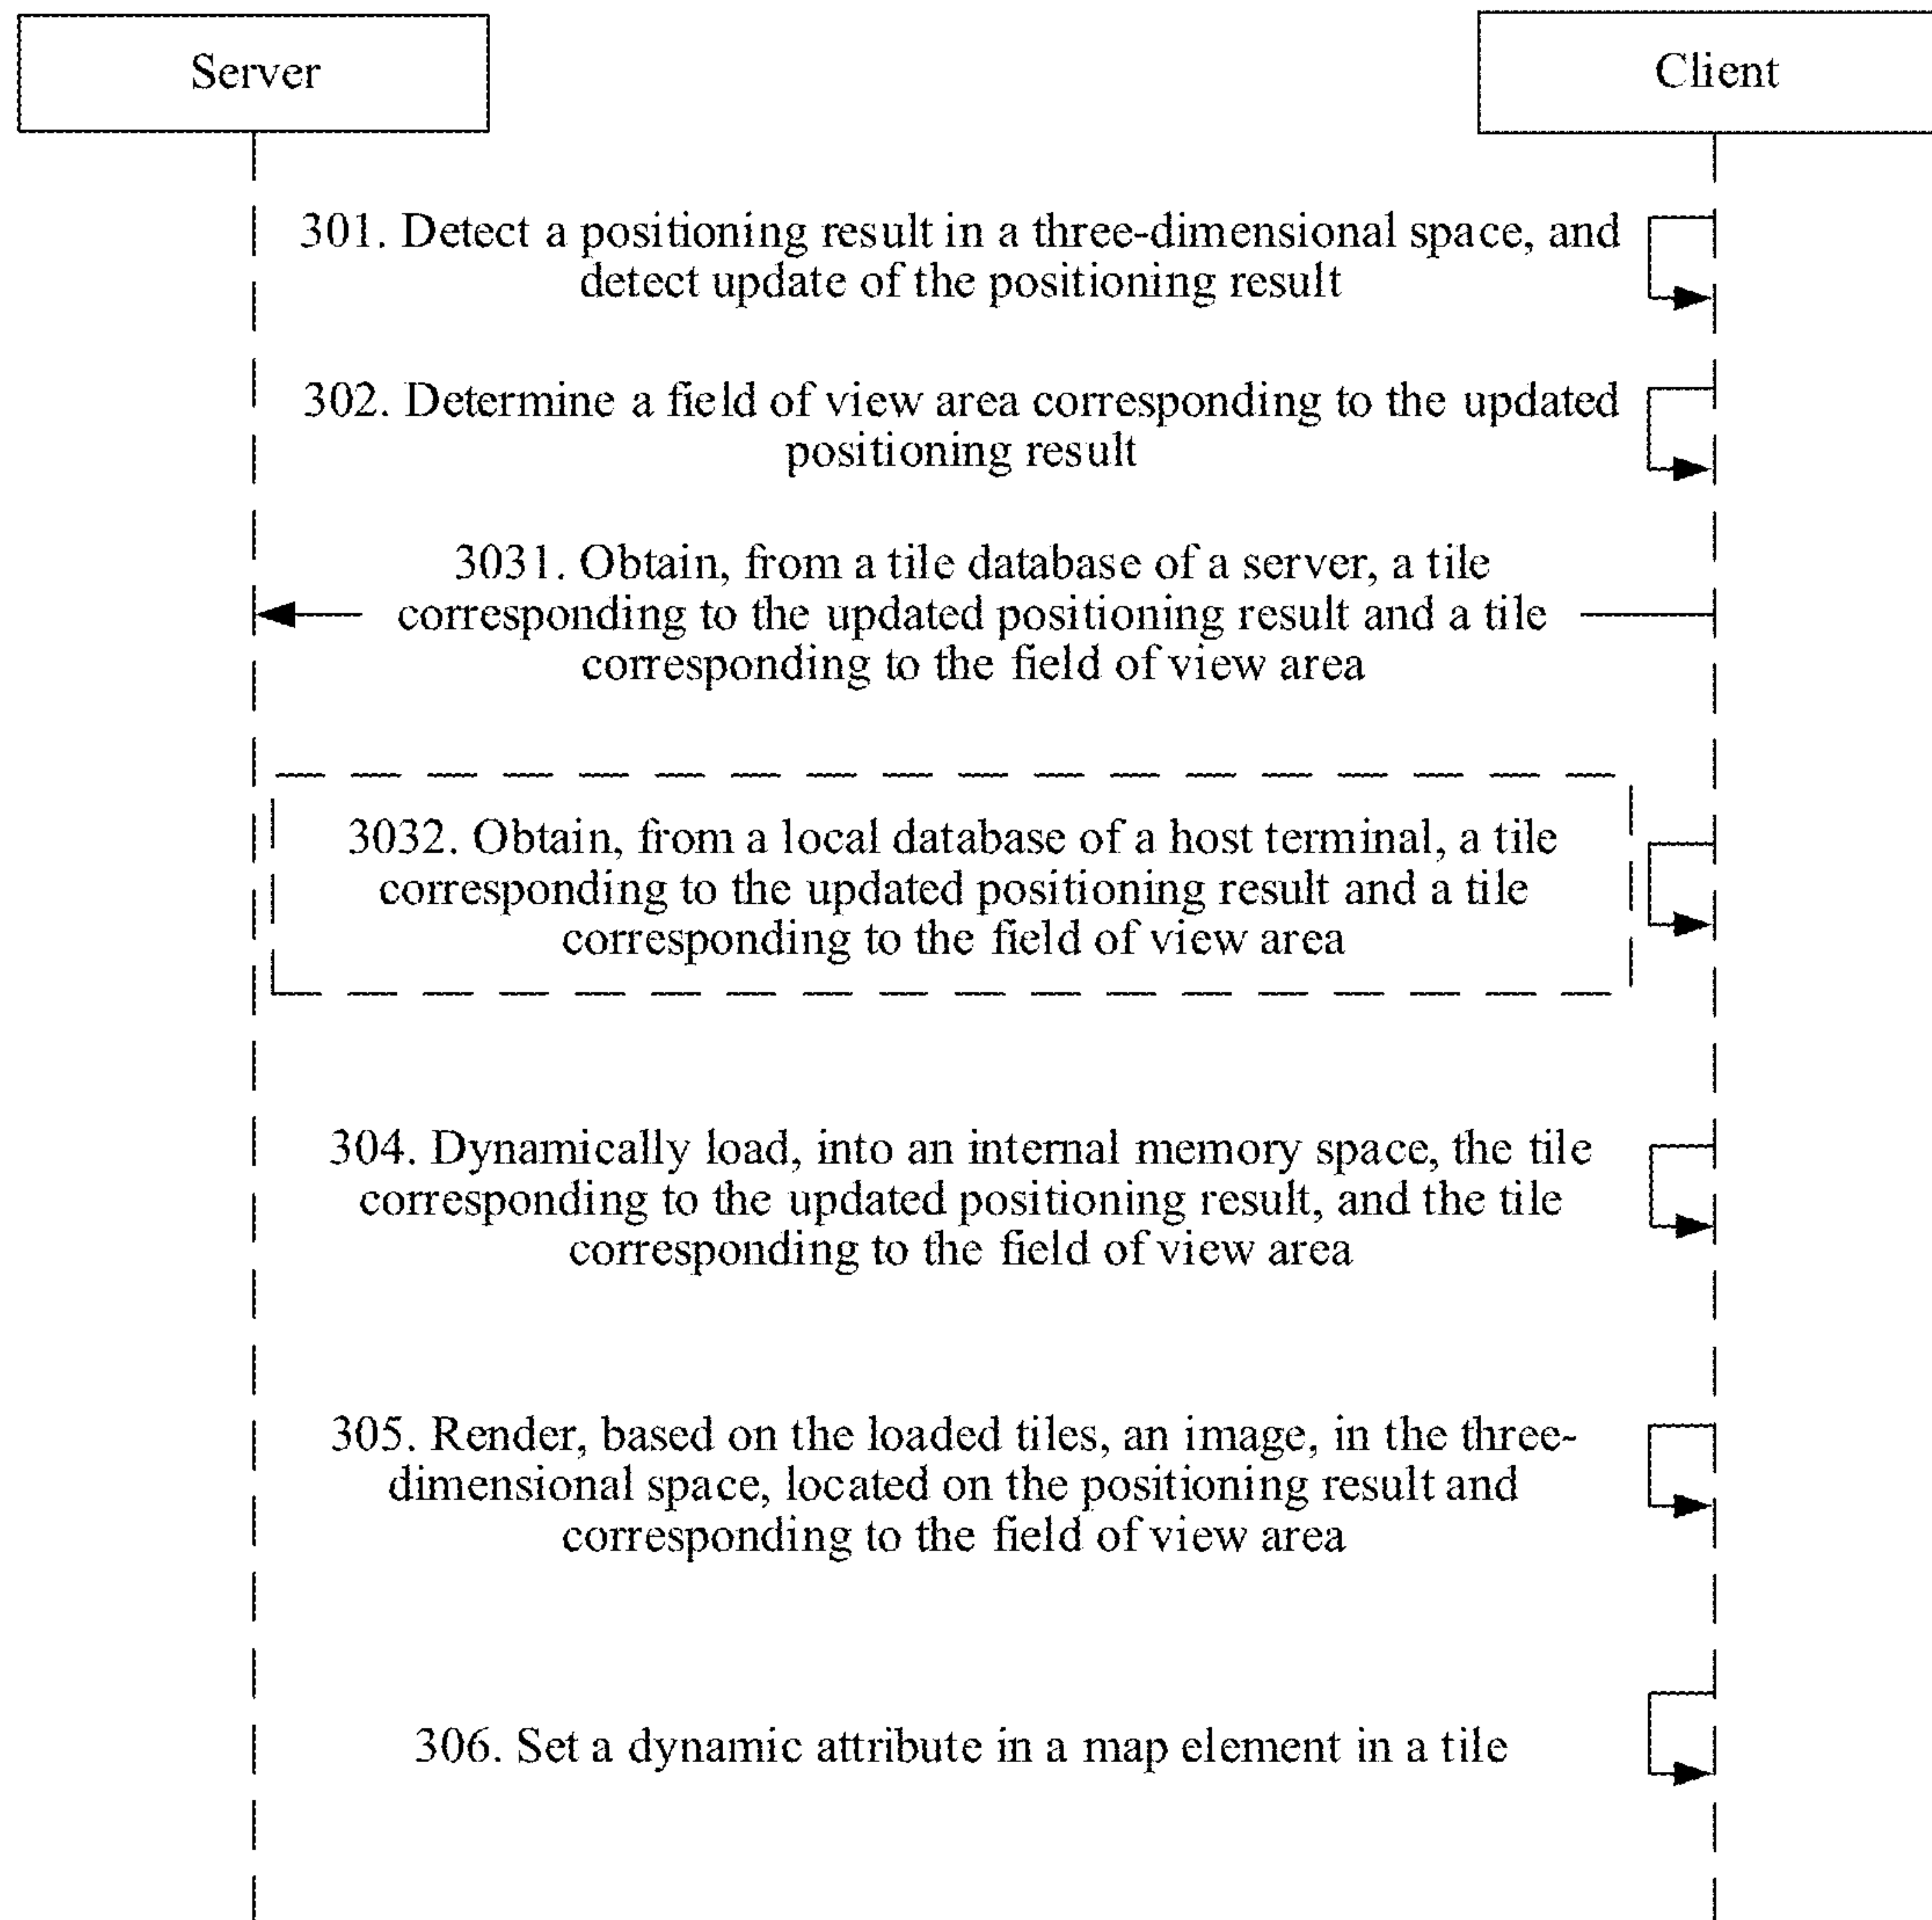 Server
Client
301. Detect a positioning result in a three-dimensional space, and
detect update of the positioning result
302. Determine a field of view area corresponding to the updated
positioning result
3031. Obtain, from a tile database of a server, a tile
corresponding to the updated positioning result and a tile
corresponding to the field of view area
3032. Obtain, from a local database of a host terminal, a tile
corresponding to the updated positioning result and a tile
corresponding to the field of view area
304. Dynamically load, into an internal memory space, the tile
corresponding to the updated positioning result, and the tile
corresponding to the field of view area
305. Render, based on the loaded tiles, an image, in the three-
dimensional space, located on the positioning result and
corresponding to the field of view area
306. Set a dynamic attribute in a map element in a tile